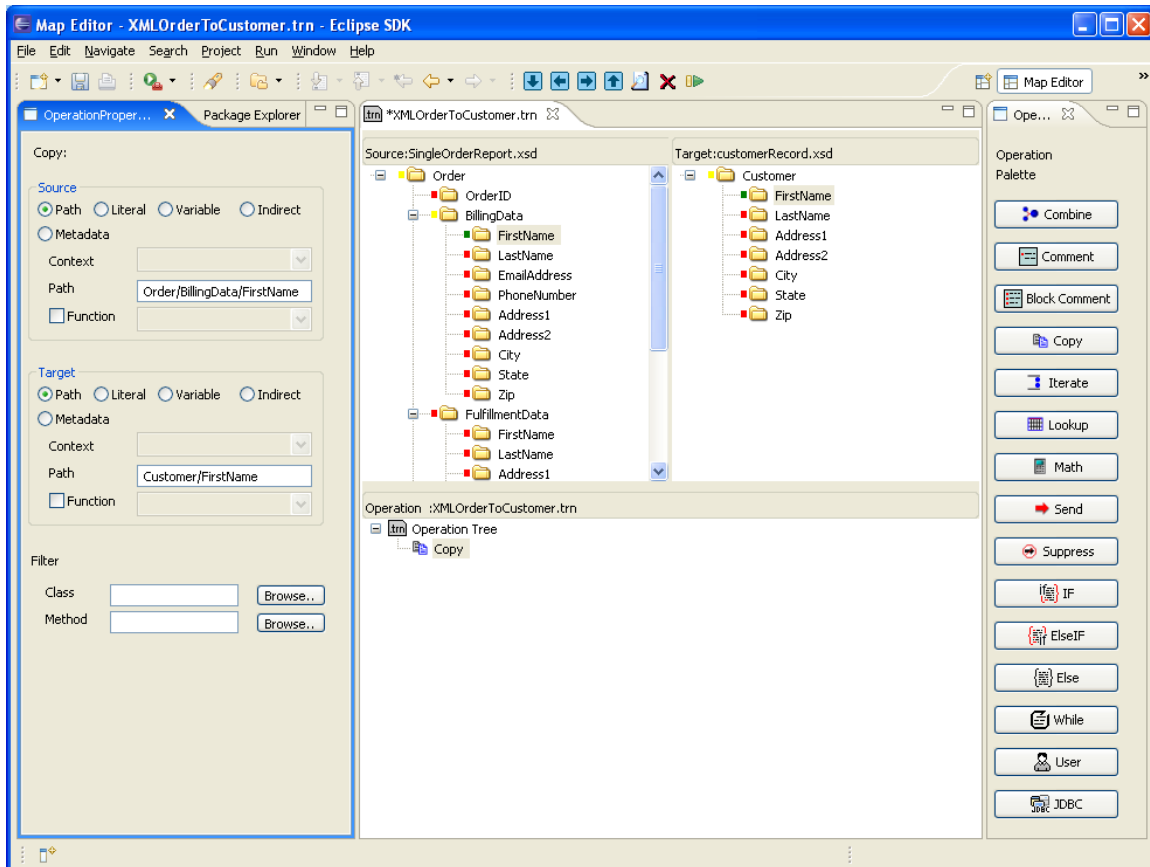 Map Editor - XMLOrderToCustomer.trn - Eclipse SDK
File Edit Navigate Search Project Run Window Help
Map Editor
»
OperationProper...
Package Explorer
Copy:
Source
Path Literal Variable Indirect
Metadata
Context
Path Order/BillingData/FirstName
Function
Target
Path Literal Variable Indirect
Metadata
Context
Path Customer/FirstName
Function
Filter
Class Browse..
Method Browse..
.trn *XMLOrderToCustomer.trn
Source:SingleOrderReport.xsd
Order
OrderID
BillingData
FirstName
LastName
EmailAddress
PhoneNumber
Address1
Address2
City
State
Zip
FulfillmentData
FirstName
LastName
Address1
Target:customerRecord.xsd
Customer
FirstName
LastName
Address1
Address2
City
State
Zip
Operation :XMLOrderToCustomer.trn
.trn Operation Tree
Copy
Ope...
Operation
Palette
Combine
Comment
Block Comment
Copy
Iterate
Lookup
Math
Send
Suppress
if IF
if ElseIF
Else
While
User
JDBC JDBC